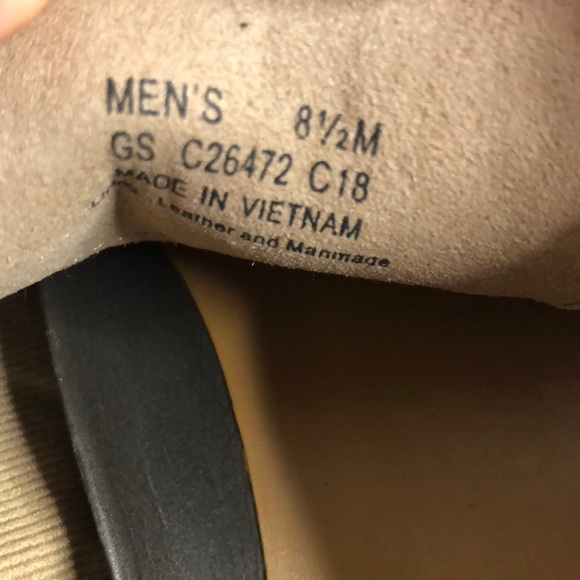 MEN'S 8½M
GS C26472 C18
MADE IN VIETNAM
Leather and Manmade